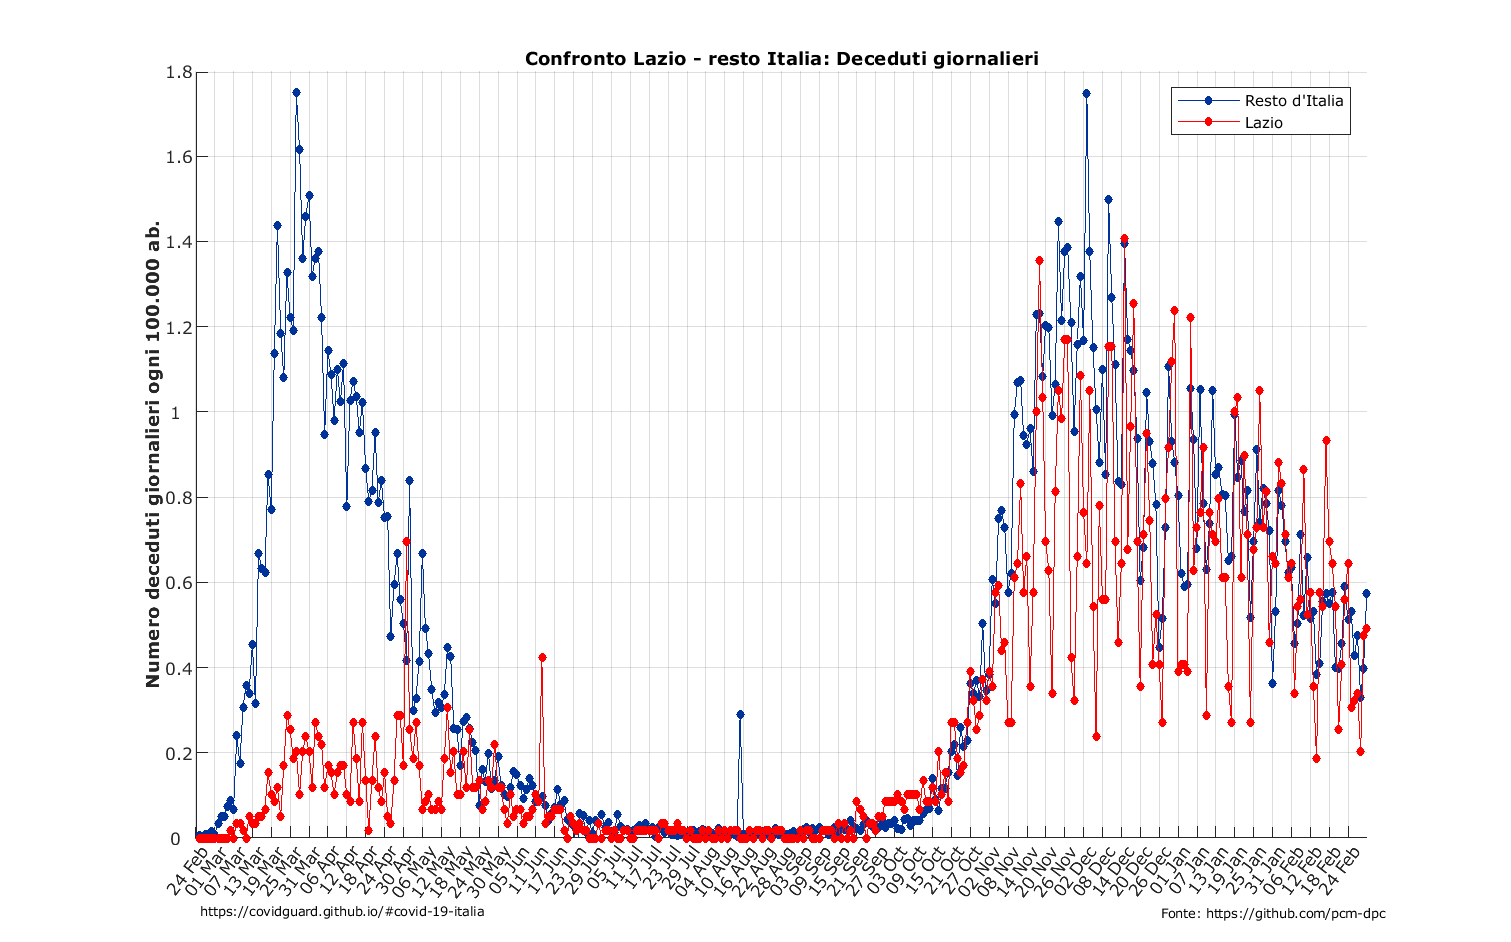 Confronto Lazio - resto Italia: Deceduti giornalieri
Numero deceduti giornalieri ogni 100.000 ab.
1.8
1.6
1.4
1.2
1
0.8
0.6
0.4
0.2
0
Resto d'Italia
Lazio
24 Feb
01 Mar
07 Mar
13 Mar
19 Mar
25 Mar
31 Mar
06 Apr
12 Apr
18 Apr
24 Apr
30 Apr
06 May
12 May
18 May
24 May
30 May
05 Jun
11 Jun
17 Jun
23 Jun
29 Jun
05 Jul
11 Jul
17 Jul
23 Jul
29 Jul
04 Aug
10 Aug
16 Aug
22 Aug
28 Aug
03 Sep
09 Sep
15 Sep
21 Sep
27 Sep
03 Oct
09 Oct
15 Oct
21 Oct
27 Oct
02 Nov
08 Nov
14 Nov
20 Nov
26 Nov
02 Dec
08 Dec
14 Dec
20 Dec
26 Dec
01 Jan
07 Jan
13 Jan
19 Jan
25 Jan
31 Jan
06 Feb
12 Feb
18 Feb
24 Feb
https://covidguard.github.io/#covid-19-italia
Fonte: https://github.com/pcm-dpc